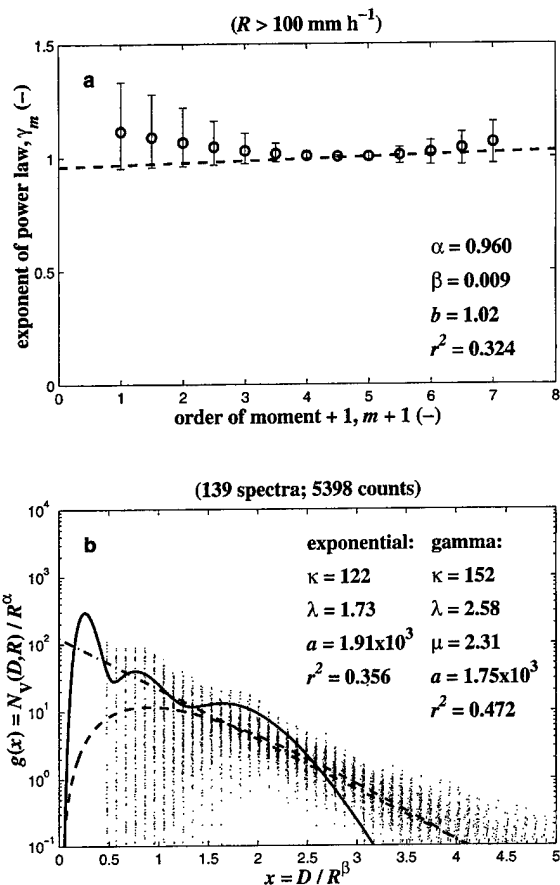 (R > 100 mm h⁻¹)
1.5
a
1
0.5
0
exponent of power law, γₘ (–)
α = 0.960
β = 0.009
b = 1.02
r² = 0.324
0 1 2 3 4 5 6 7 8
order of moment + 1, m + 1 (–)
(139 spectra; 5398 counts)
10⁴
b
10³
10²
10¹
10⁰
10⁻¹
g(x) = N_V(D,R) / R^α
exponential: gamma:
κ = 122 κ = 152
λ = 1.73 λ = 2.58
a = 1.91x10³ μ = 2.31
r² = 0.356 a = 1.75x10³
r² = 0.472
0 0.5 1 1.5 2 2.5 3 3.5 4 4.5 5
x = D / R^β